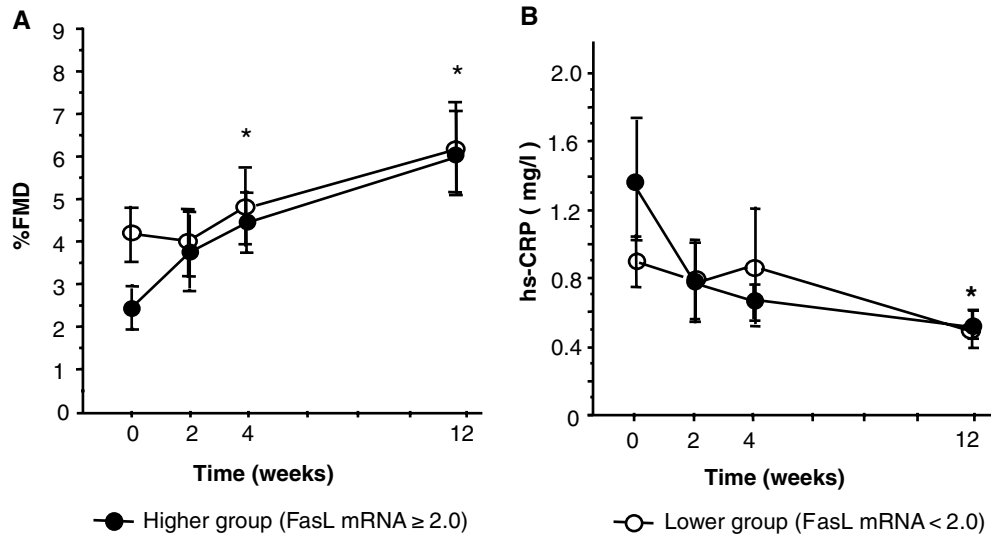 A
9
8
7
6
5
4
3
2
1
0
%FMD
*
*
0 2 4 12
Time (weeks)
B
2.0
1.6
1.2
0.8
0.4
0
hs-CRP ( mg/l )
*
0 2 4 12
Time (weeks)
Higher group (FasL mRNA ≥ 2.0)
Lower group (FasL mRNA < 2.0)